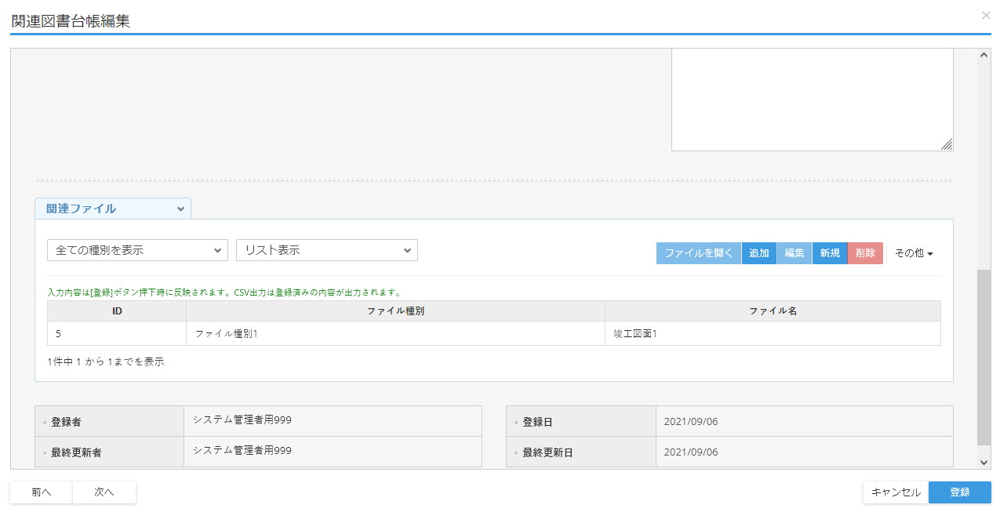 関連図書台帳編集
×
関連ファイル
全ての種別を表示 リスト表示 ファイルを開く 追加 編集 新規 削除 その他
入力内容は[登録]ボタン押下時に反映されます。CSV出力は登録済みの内容が出力されます。
ID ファイル種別 ファイル名
5 ファイル種別1 竣工図面1
1件中 1 から 1までを表示
登録者 システム管理者用999 登録日 2021/09/06
最終更新者 システム管理者用999 最終更新日 2021/09/06
前へ 次へ キャンセル 登録